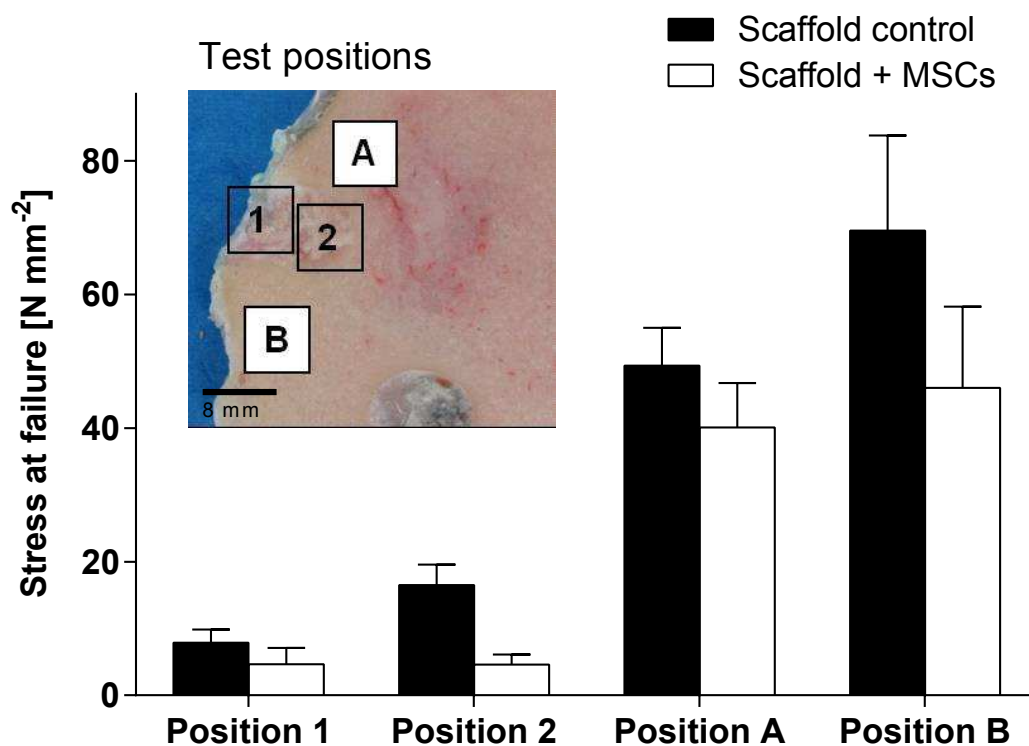 Scaffold control
Scaffold + MSCs
Test positions
A
1
2
B
8 mm
Stress at failure [N mm⁻²]
80
60
40
20
0
Position 1
Position 2
Position A
Position B